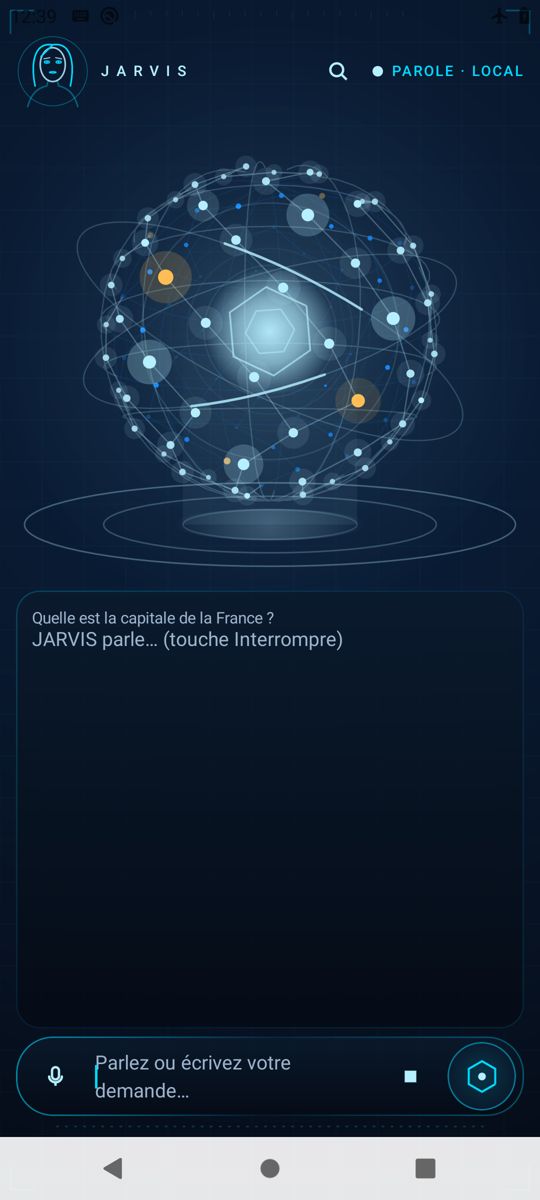 12:39
JARVIS
PAROLE · LOCAL
Quelle est la capitale de la France ?
JARVIS parle… (touche Interrompre)
Parlez ou écrivez votre
demande…